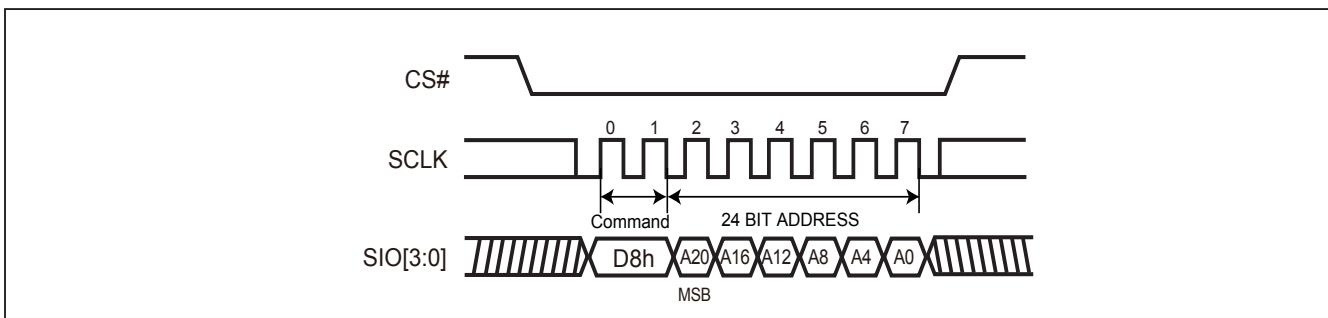 CS#
0 1 2 3 4 5 6 7
SCLK
Command 24 BIT ADDRESS
SIO[3:0] D8h A20 A16 A12 A8 A4 A0
MSB